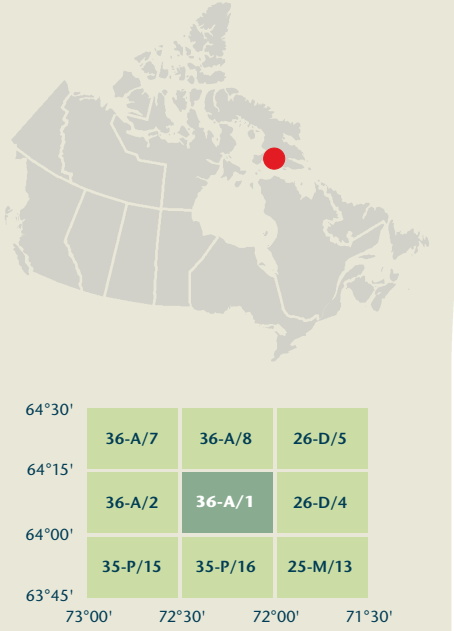 64°30'
36-A/7 36-A/8 26-D/5
64°15'
36-A/2 36-A/1 26-D/4
64°00'
35-P/15 35-P/16 25-M/13
63°45'
73°00' 72°30' 72°00' 71°30'